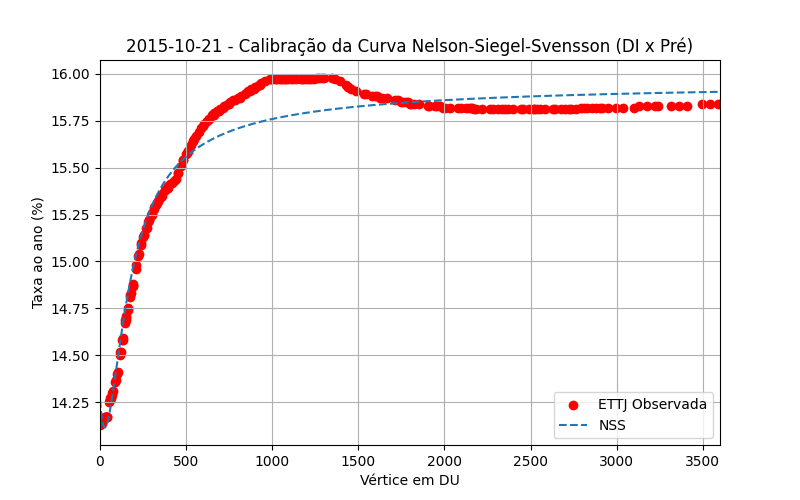 2015-10-21 - Calibração da Curva Nelson-Siegel-Svensson (DI x Pré)
16.00
15.75
15.50
15.25
15.00
14.75
14.50
14.25
Taxa ao ano (%)
ETTJ Observada
NSS
0 500 1000 1500 2000 2500 3000 3500
Vértice em DU